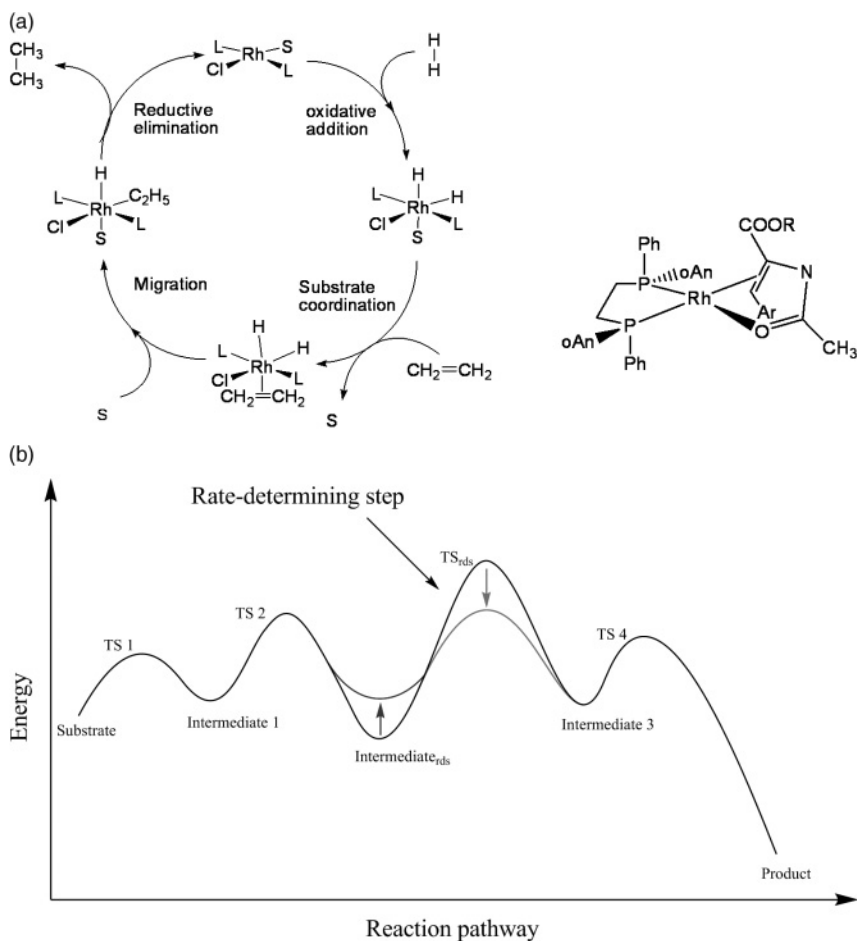 (a)
CH₃
CH₃
L
Rh
S
Cl
L
H
H
Reductive
elimination
oxidative
addition
H
L
Rh
C₂H₅
Cl
L
S
H
L
H
Rh
Cl
L
S
Migration
Substrate
coordination
H
L
H
Rh
Cl
L
CH₂=CH₂
CH₂=CH₂
S
S
COOR
Ph
P
oAn
N
Rh
Ar
P
O
oAn
Ph
CH₃
(b)
Rate-determining step
TSrds
TS 2
TS 4
TS 1
Energy
Substrate
Intermediate 1
Intermediate 3
Intermediaterds
Product
Reaction pathway